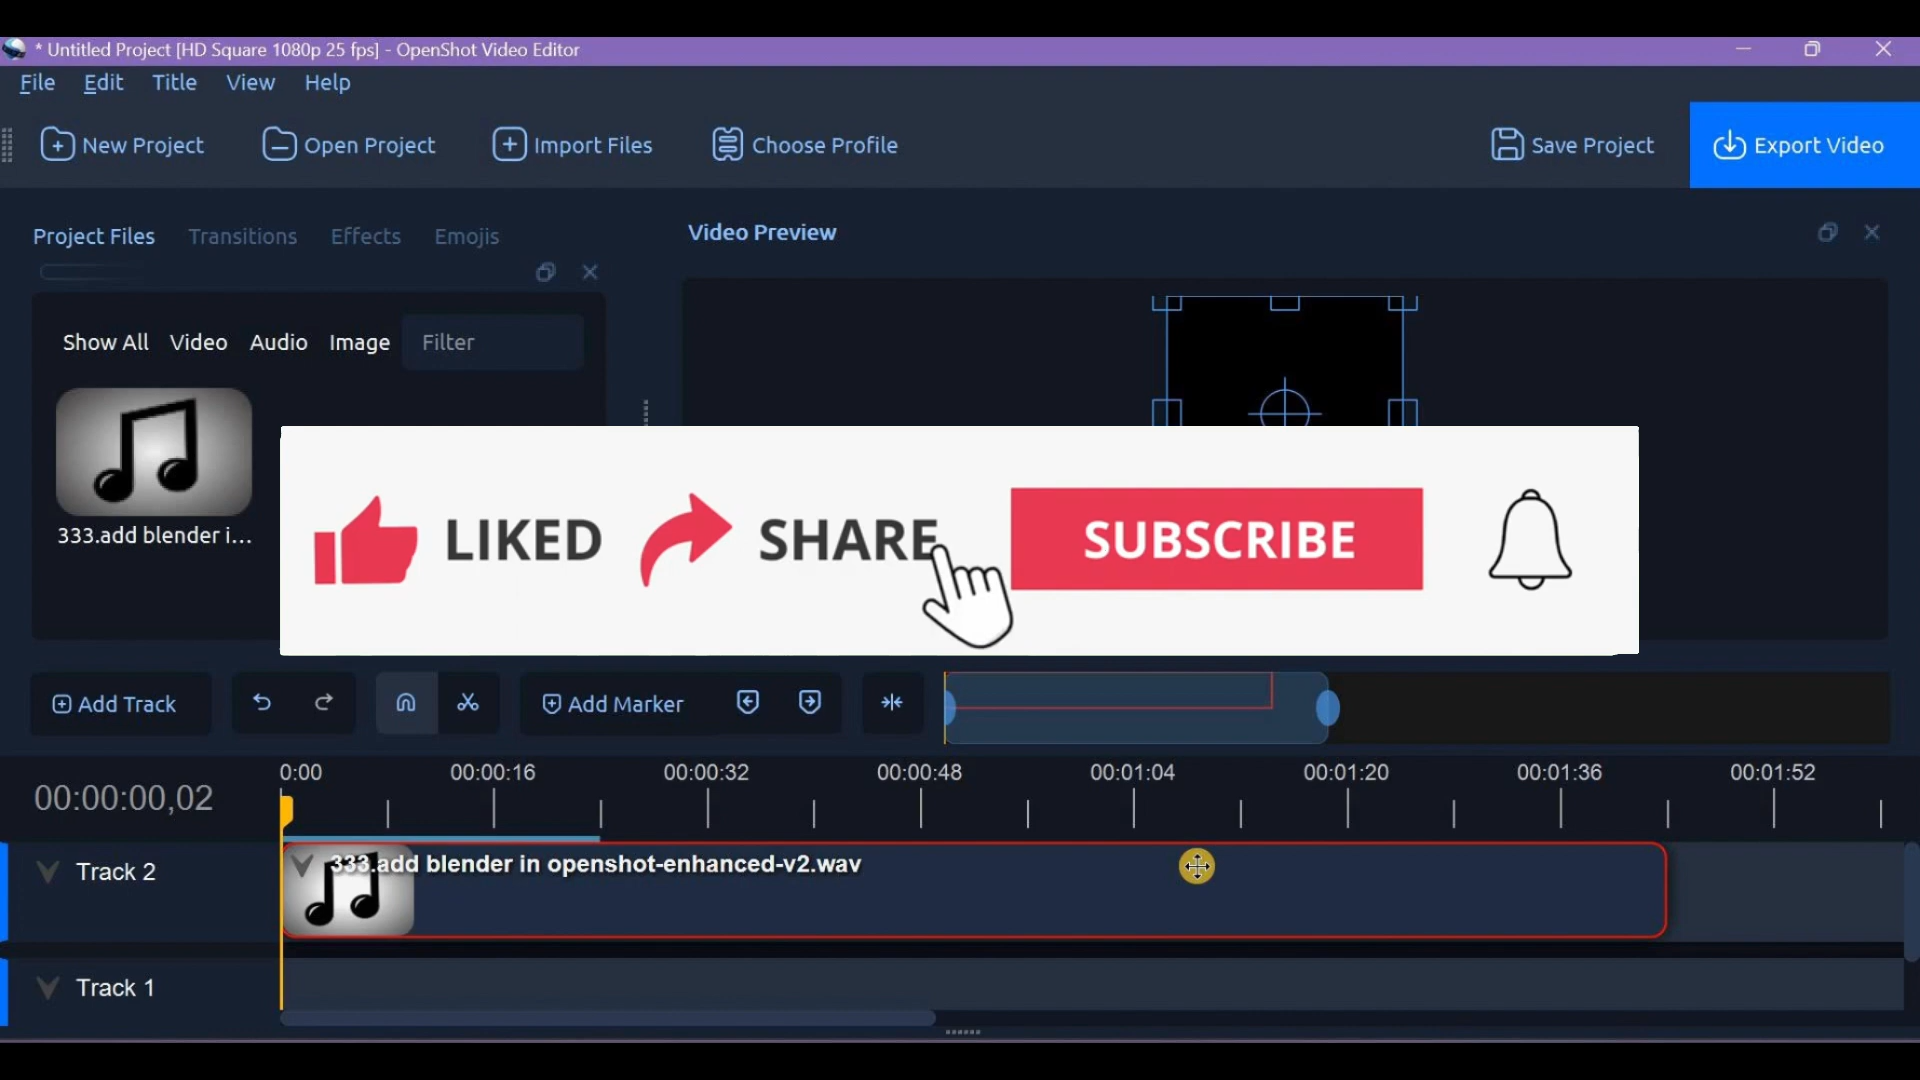 * Untitled Project [HD Square 1080p 25 fps] - OpenShot Video Editor
File Edit Title View Help
New Project Open Project Import Files Choose Profile Save Project Export Video
Project Files Transitions Effects Emojis
Video Preview
Show All Video Audio Image Filter
333.add blender i...
LIKED SHARE SUBSCRIBE
Add Track Add Marker
0:00 00:00:16 00:00:32 00:00:48 00:01:04 00:01:20 00:01:36 00:01:52
00:00:00,02
Track 2 333.add blender in openshot-enhanced-v2.wav
Track 1